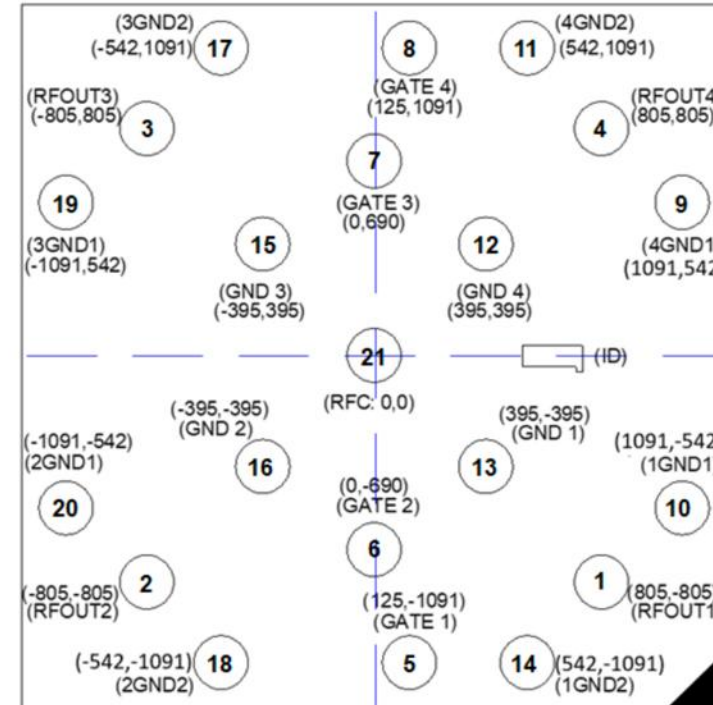 (3GND2)
(-542,1091)
17
8
11
(4GND2)
(542,1091)
(GATE 4)
(125,1091)
(RFOUT3)
(-805,805)
3
(RFOUT4
(805,805)
4
7
19
9
(GATE 3)
(0,690)
15
12
(3GND1)
(-1091,542)
(4GND1
(1091,542
(GND 3)
(-395,395)
(GND 4)
(395,395)
21
(ID)
(RFC: 0,0)
(-395,-395)
(GND 2)
(395,-395)
(GND 1)
(-1091,-542)
(2GND1)
(1091,-542
(1GND1
16
13
(0,-690)
(GATE 2)
20
10
6
2
1
(-805,-805)
(RFOUT2)
(125,-1091)
(GATE 1)
(805,-805)
(RFOUT1
(-542,-1091)
(2GND2)
18
5
14
(542,-1091)
(1GND2)